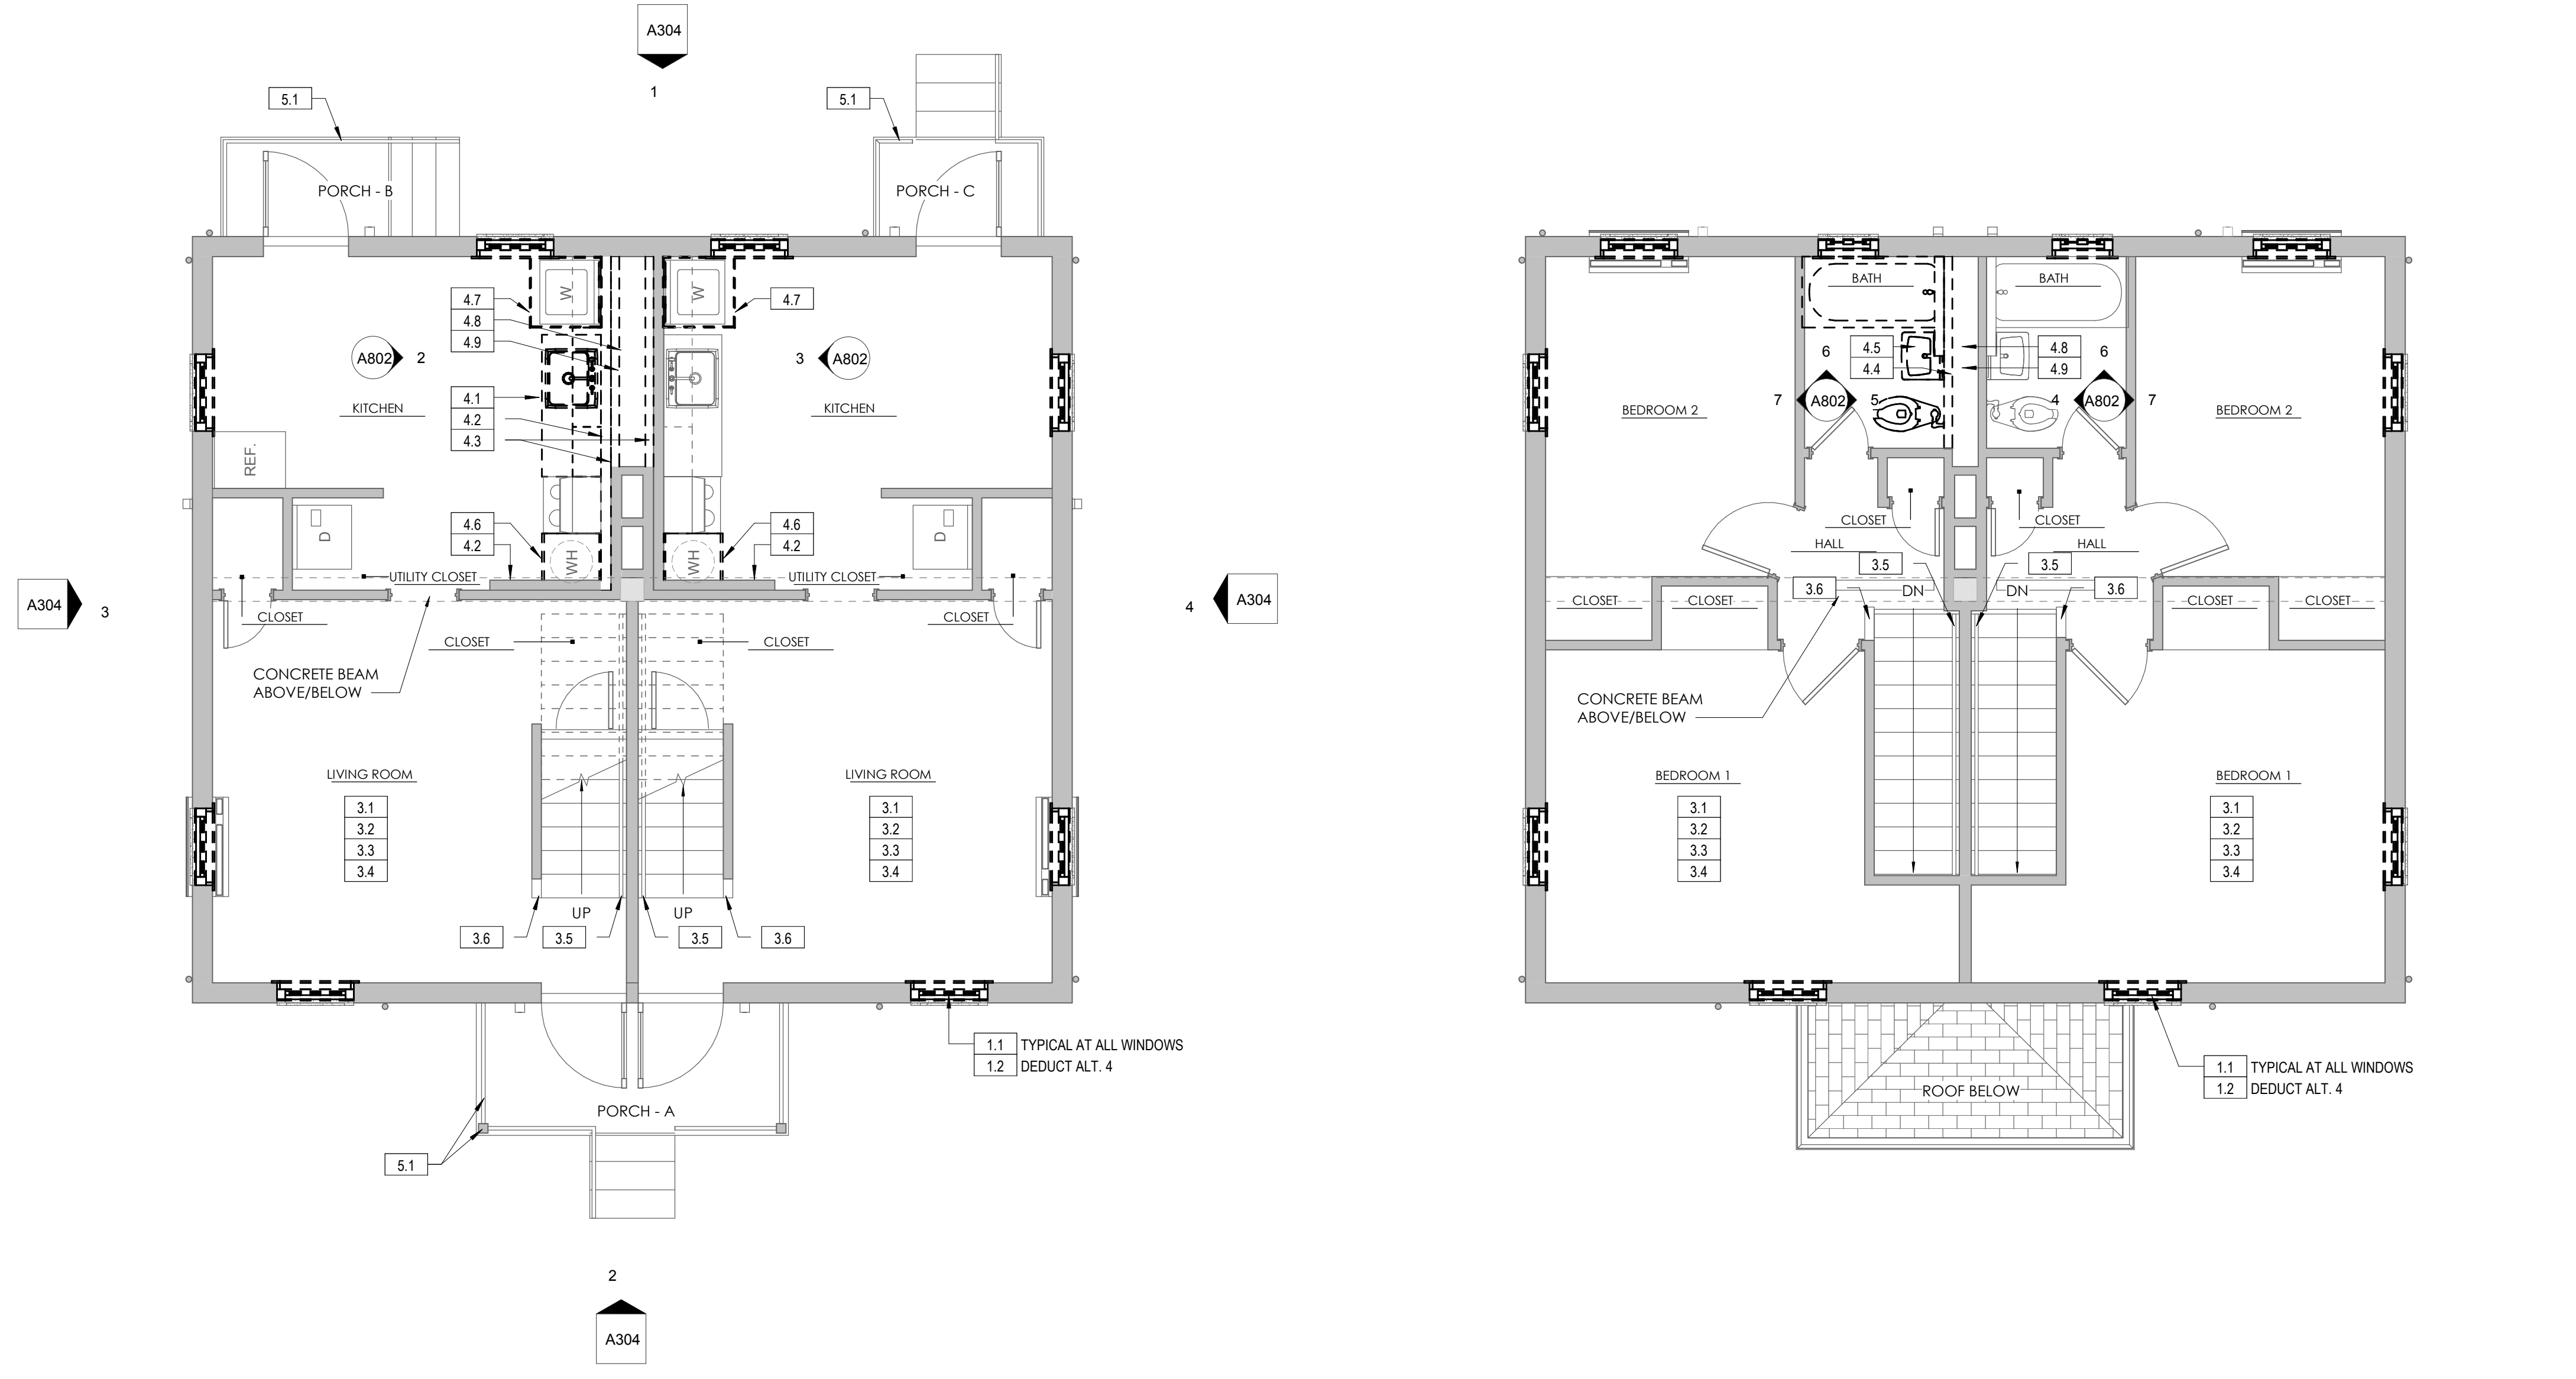 A304
1
5.1
5.1
PORCH - B
PORCH - C
4.7
4.8
4.9
W
W
4.7
A802
2
3
A802
4.1
4.2
4.3
KITCHEN
KITCHEN
REF.
D
4.6
4.2
WH
WH
4.6
4.2
D
UTILITY CLOSET
UTILITY CLOSET
A304
3
4
A304
CLOSET
CLOSET
CLOSET
CLOSET
CONCRETE BEAM
ABOVE/BELOW
LIVING ROOM
LIVING ROOM
3.1
3.2
3.3
3.4
3.1
3.2
3.3
3.4
UP
UP
3.6
3.5
3.5
3.6
1.1 TYPICAL AT ALL WINDOWS
1.2 DEDUCT ALT. 4
PORCH - A
5.1
2
A304
BATH
BATH
6
4.5
4.4
4.8
4.9
6
7
A802
5
4
A802
7
BEDROOM 2
BEDROOM 2
CLOSET
CLOSET
HALL
HALL
3.5
3.5
3.6
DN
DN
3.6
CLOSET
CLOSET
CLOSET
CLOSET
CONCRETE BEAM
ABOVE/BELOW
BEDROOM 1
BEDROOM 1
3.1
3.2
3.3
3.4
3.1
3.2
3.3
3.4
1.1 TYPICAL AT ALL WINDOWS
1.2 DEDUCT ALT. 4
ROOF BELOW